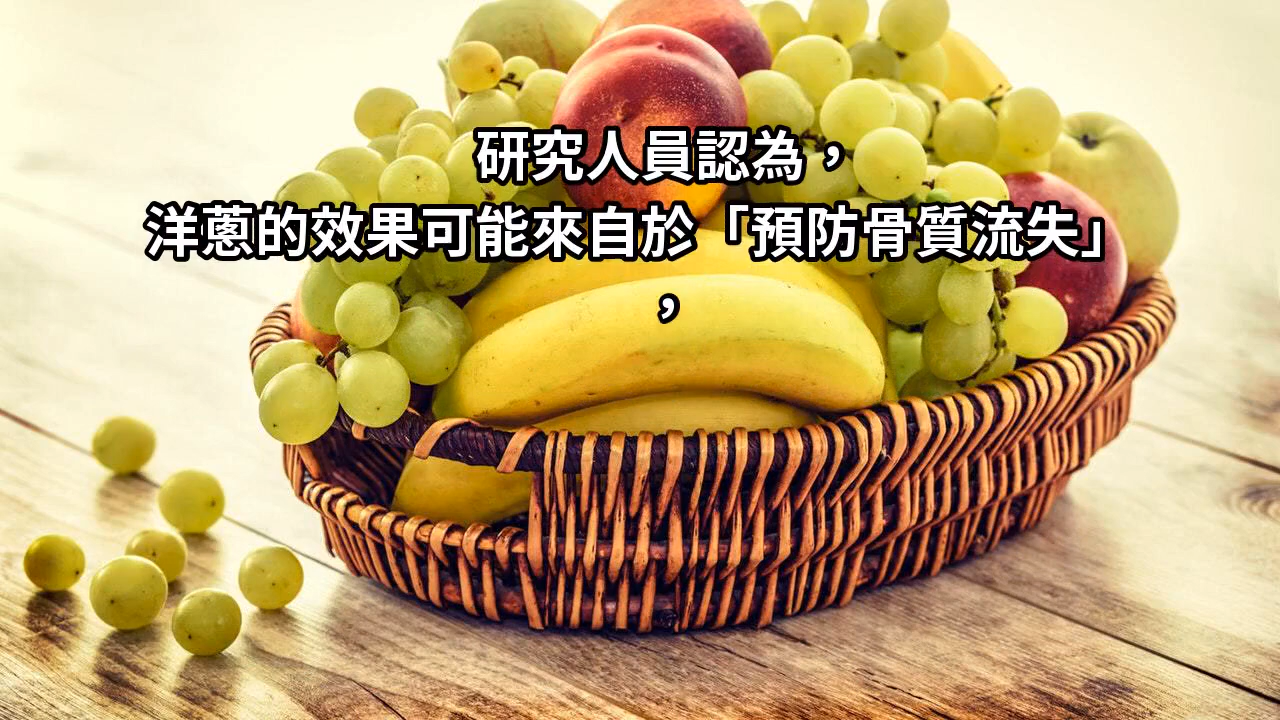 研究人員認為，
洋蔥的效果可能來自於「預防骨質流失」
，